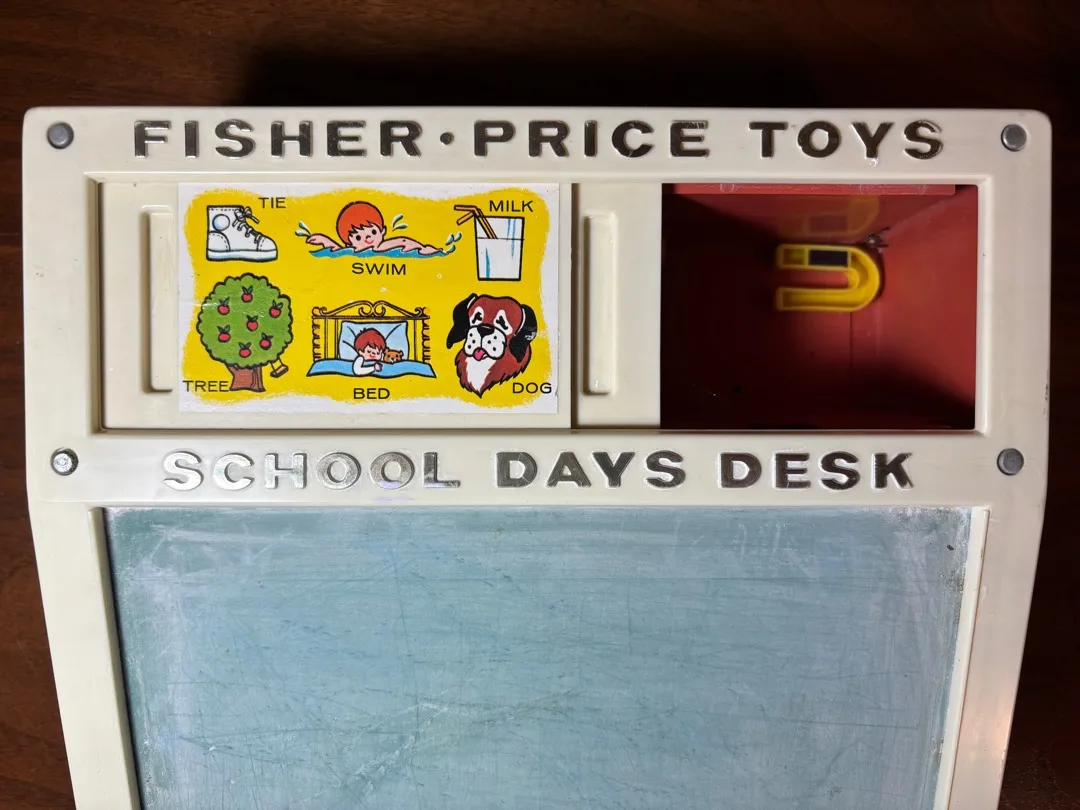 FISHER·PRICE TOYS
TIE
MILK
SWIM
TREE
BED
DOG
SCHOOL DAYS DESK